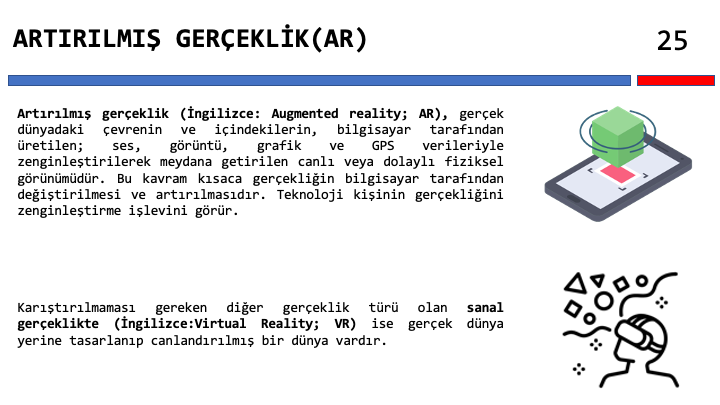 ARTIRILMIŞ GERÇEKLİK(AR)
25
Artırılmış gerçeklik (İngilizce: Augmented reality; AR), gerçek
dünyadaki çevrenin ve içindekilerin, bilgisayar tarafından
üretilen; ses, görüntü, grafik ve GPS verileriyle
zenginleştirilerek meydana getirilen canlı veya dolaylı fiziksel
görünümüdür. Bu kavram kısaca gerçekliğin bilgisayar tarafından
değiştirilmesi ve artırılmasıdır. Teknoloji kişinin gerçekliğini
zenginleştirme işlevini görür.
Karıştırılmaması gereken diğer gerçeklik türü olan sanal
gerçeklikte (İngilizce:Virtual Reality; VR) ise gerçek dünya
yerine tasarlanıp canlandırılmış bir dünya vardır.